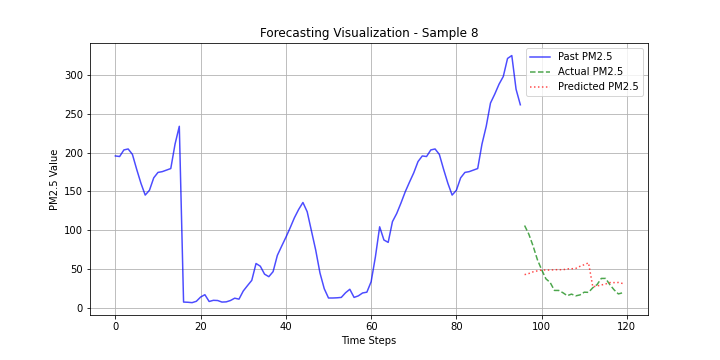 Forecasting Visualization - Sample 8
Past PM2.5
Actual PM2.5
Predicted PM2.5
PM2.5 Value
300
250
200
150
100
50
0
0
20
40
60
80
100
120
Time Steps